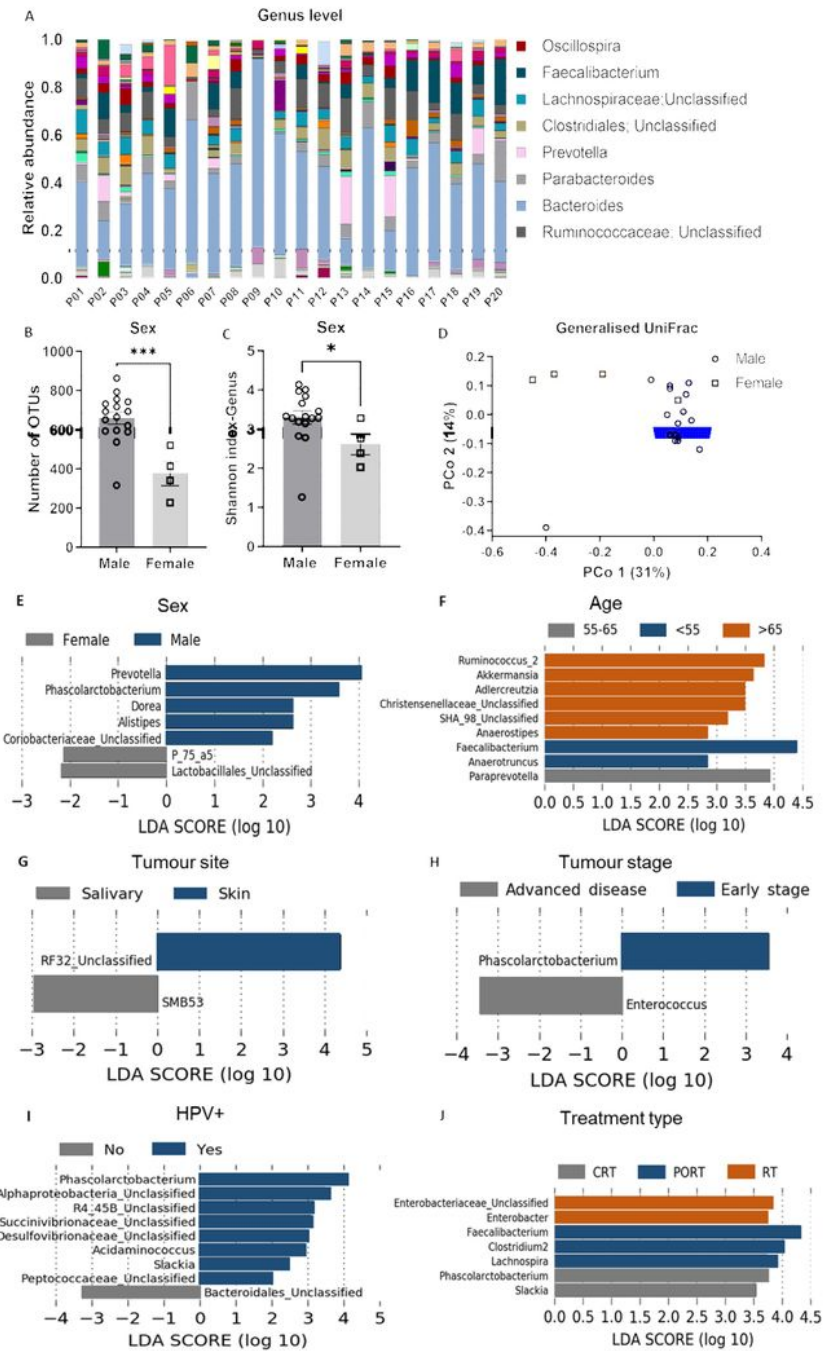 A
Genus level
Relative abundance
1.0
0.8
0.6
0.4
0.2
0.0
P01 P02 P03 P04 P05 P06 P07 P08 P09 P10 P11 P12 P13 P14 P15 P16 P17 P18 P19 P20
Oscillospira
Faecalibacterium
Lachnospiraceae;Unclassified
Clostridiales; Unclassified
Prevotella
Parabacteroides
Bacteroides
Ruminococcaceae; Unclassified
B
Sex
Number of OTUs
1000
800
600
400
200
0
***
Male Female
C
Sex
Shannon index-Genus
5
4
3
2
1
0
*
Male Female
D
Generalised UniFrac
Male
Female
PCo 2 (14%)
0.2
0.1
0.0
-0.1
-0.2
-0.3
-0.4
-0.6 -0.4 -0.2 0.0 0.2 0.4
PCo 1 (31%)
E
Sex
Female Male
Prevotella
Phascolarctobacterium
Dorea
Alistipes
Coriobacteriaceae_Unclassified
P_75_a5
Lactobacillales_Unclassified
−3 −2 −1 0 1 2 3 4
LDA SCORE (log 10)
F
Age
55-65 <55 >65
Ruminococcus_2
Akkermansia
Adlercreutzia
Christensenellaceae_Unclassified
SHA_98_Unclassified
Anaerostipes
Faecalibacterium
Anaerotruncus
Paraprevotella
0.0 0.5 1.0 1.5 2.0 2.5 3.0 3.5 4.0 4.5
LDA SCORE (log 10)
G
Tumour site
Salivary Skin
RF32_Unclassified
SMB53
−3 −2 −1 0 1 2 3 4 5
LDA SCORE (log 10)
H
Tumour stage
Advanced disease Early stage
Phascolarctobacterium
Enterococcus
−4 −3 −2 −1 0 1 2 3 4
LDA SCORE (log 10)
I
HPV+
No Yes
Phascolarctobacterium
Alphaproteobacteria_Unclassified
R4_45B_Unclassified
Succinivibrionaceae_Unclassified
Desulfovibrionaceae_Unclassified
Acidaminococcus
Slackia
Peptococcaceae_Unclassified
Bacteroidales_Unclassified
−4 −3 −2 −1 0 1 2 3 4 5
LDA SCORE (log 10)
J
Treatment type
CRT PORT RT
Enterobacteriaceae_Unclassified
Enterobacter
Faecalibacterium
Clostridium2
Lachnospira
Phascolarctobacterium
Slackia
0.0 0.5 1.0 1.5 2.0 2.5 3.0 3.5 4.0 4.5
LDA SCORE (log 10)